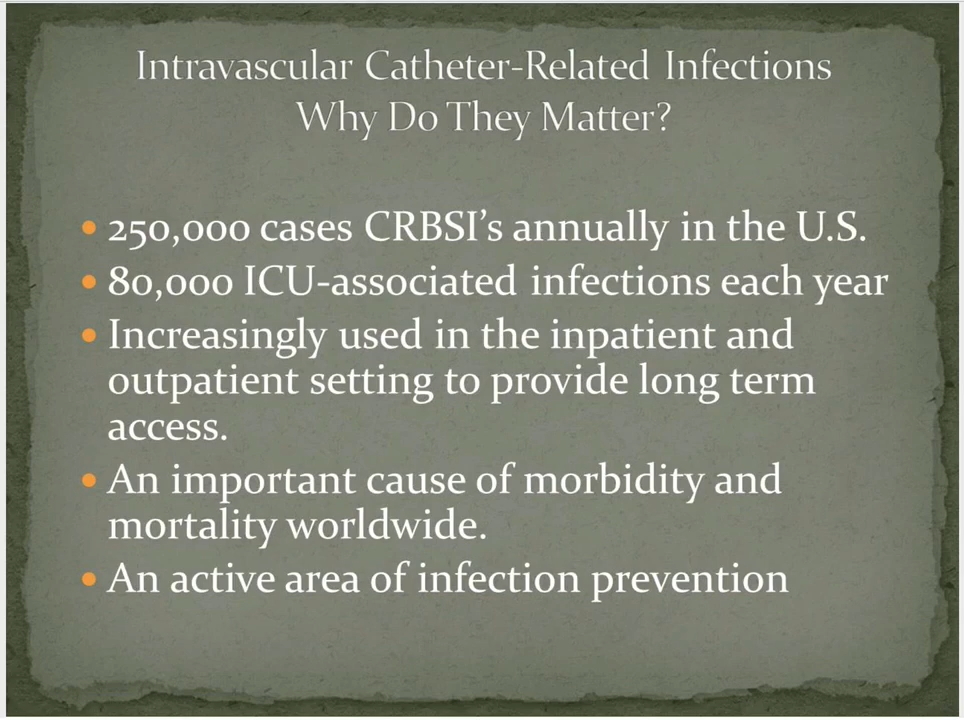 Intravascular Catheter-Related Infections
Why Do They Matter?
• 250,000 cases CRBSI’s annually in the U.S.
• 80,000 ICU-associated infections each year
• Increasingly used in the inpatient and
outpatient setting to provide long term
access.
• An important cause of morbidity and
mortality worldwide.
• An active area of infection prevention